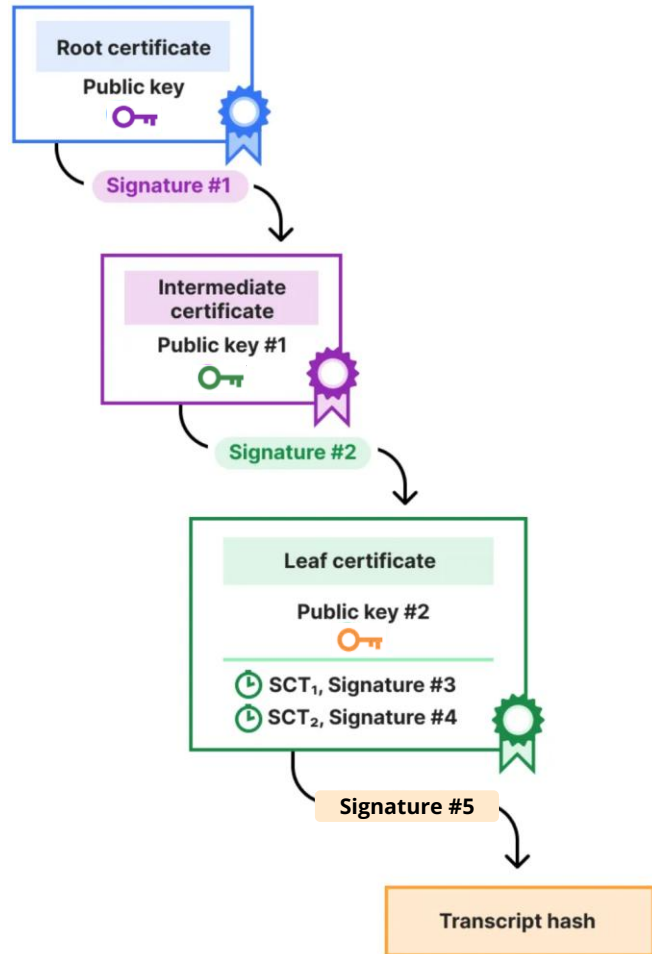 Root certificate
Public key
Signature #1
Intermediate
certificate
Public key #1
Signature #2
Leaf certificate
Public key #2
SCT₁, Signature #3
SCT₂, Signature #4
Signature #5
Transcript hash